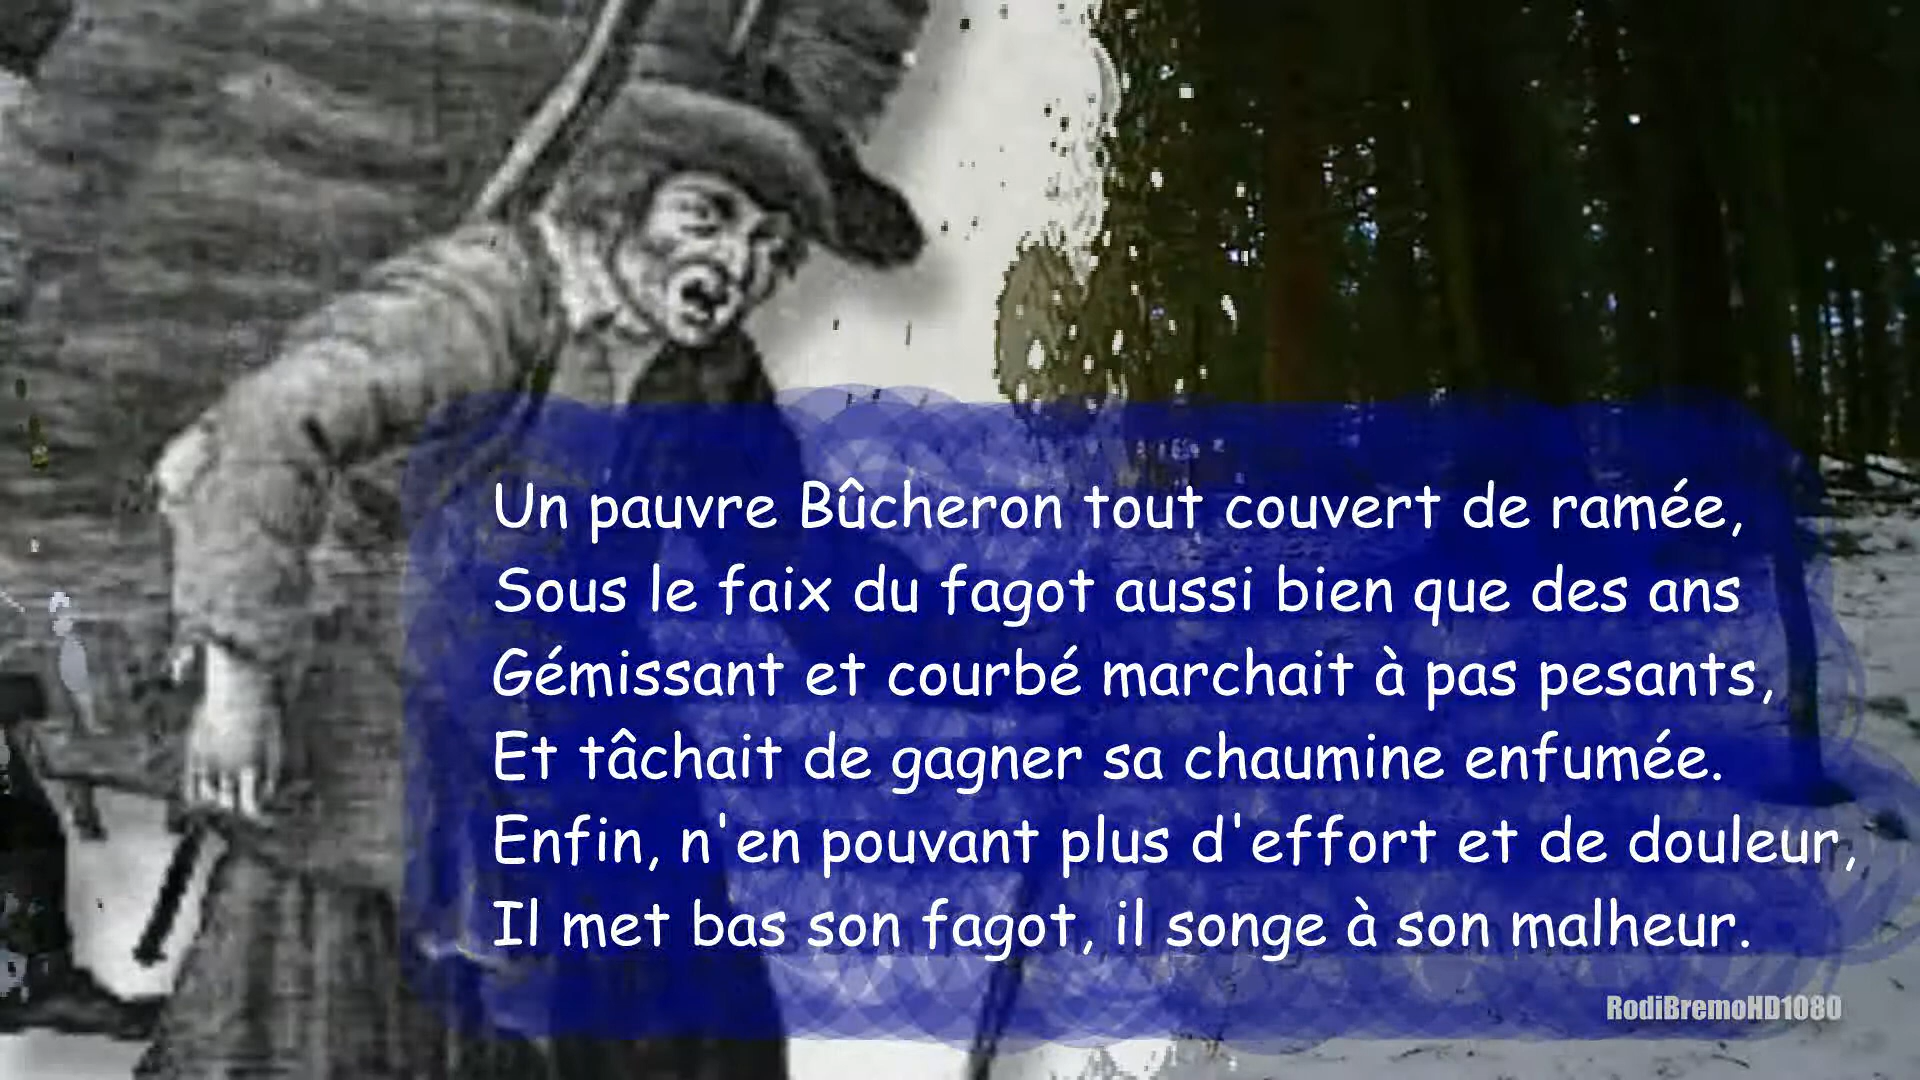 Un pauvre Bûcheron tout couvert de ramée,
Sous le faix du fagot aussi bien que des ans
Gémissant et courbé marchait à pas pesants,
Et tâchait de gagner sa chaumine enfumée.
Enfin, n'en pouvant plus d'effort et de douleur,
Il met bas son fagot, il songe à son malheur.
RodiBremoHD1080